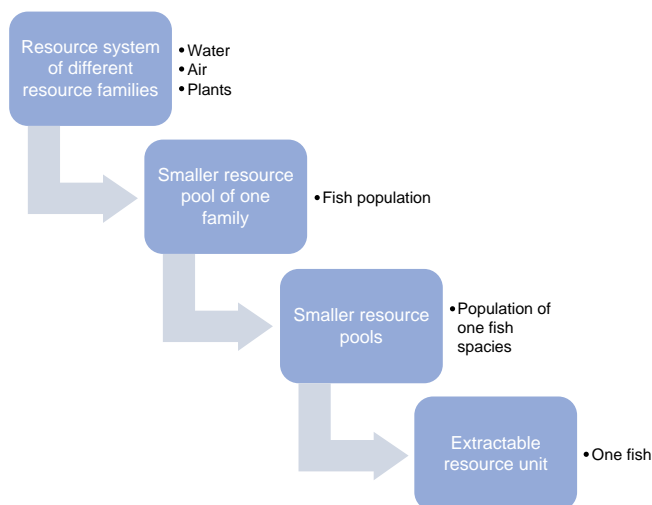 Resource system
of different
resource families
• Water
• Air
• Plants
Smaller resource
pool of one
family
• Fish population
Smaller resource
pools
• Population of
one fish
spacies
Extractable
resource unit
• One fish